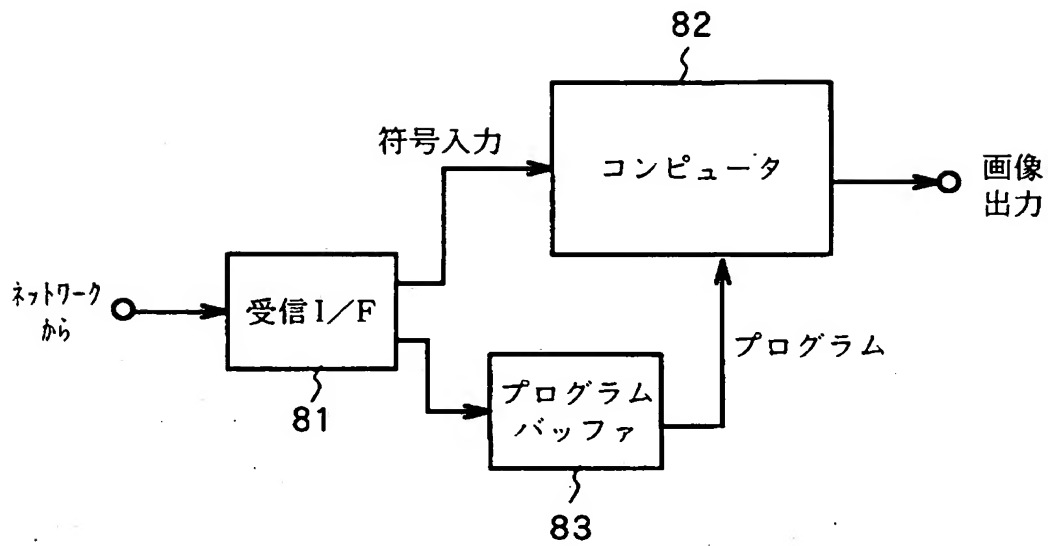 82
符号入力
コンピュータ
画像
出力
ネットワーク
から
受信I/F
81
プログラム
プログラム
バッファ
83